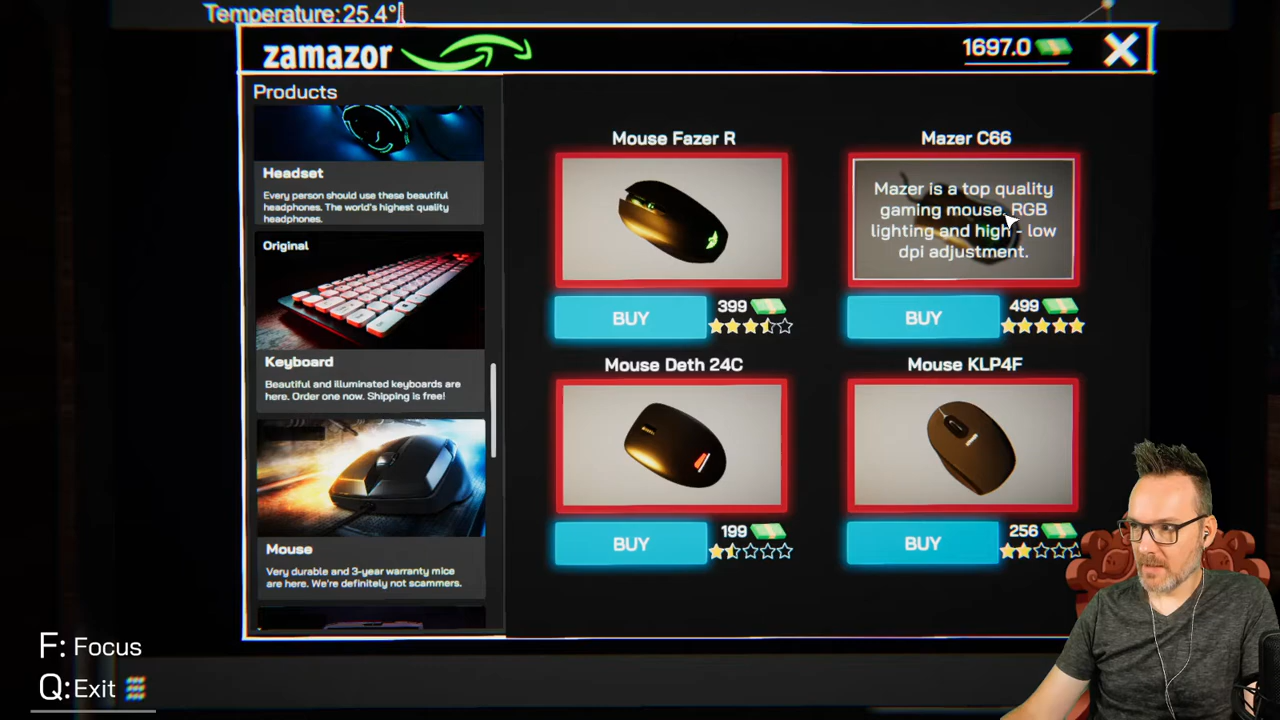 Temperature: 25.4°
zamazor
1697.0
X
Products
Headset
Every person should use these beautiful
headphones. The world's highest quality
headphones.
Original
Keyboard
Beautiful and illuminated keyboards are
here. Order one now. Shipping is free!
Mouse
Very durable and 3-year warranty mice
are here. We're definitely not scammers.
Mouse Fazer R
BUY
399
Mazer C66
Mazer is a top quality
gaming mouse. RGB
lighting and high - low
dpi adjustment.
BUY
499
Mouse Deth 24C
BUY
199
Mouse KLP4F
BUY
256
F: Focus
Q: Exit